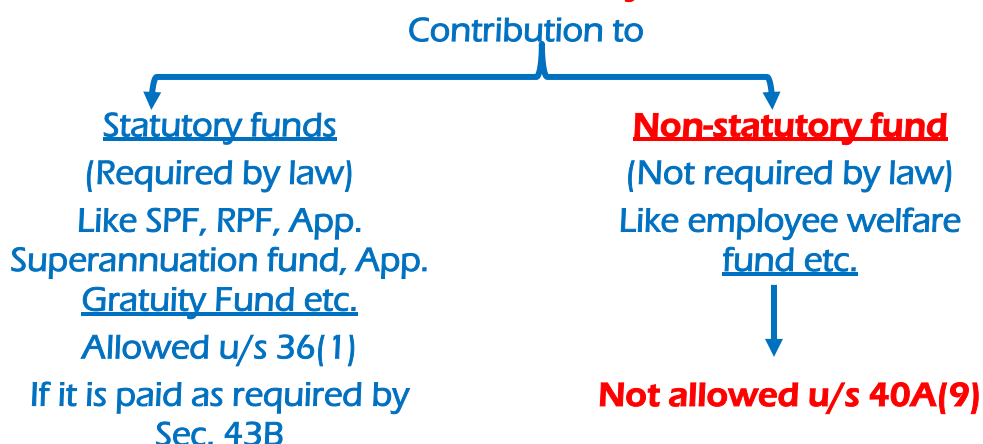 Contribution to
Statutory funds
(Required by law)
Like SPF, RPF, App.
Superannuation fund, App.
Gratuity Fund etc.
Allowed u/s 36(1)
If it is paid as required by
Sec. 43B
Non-statutory fund
(Not required by law)
Like employee welfare
fund etc.
Not allowed u/s 40A(9)